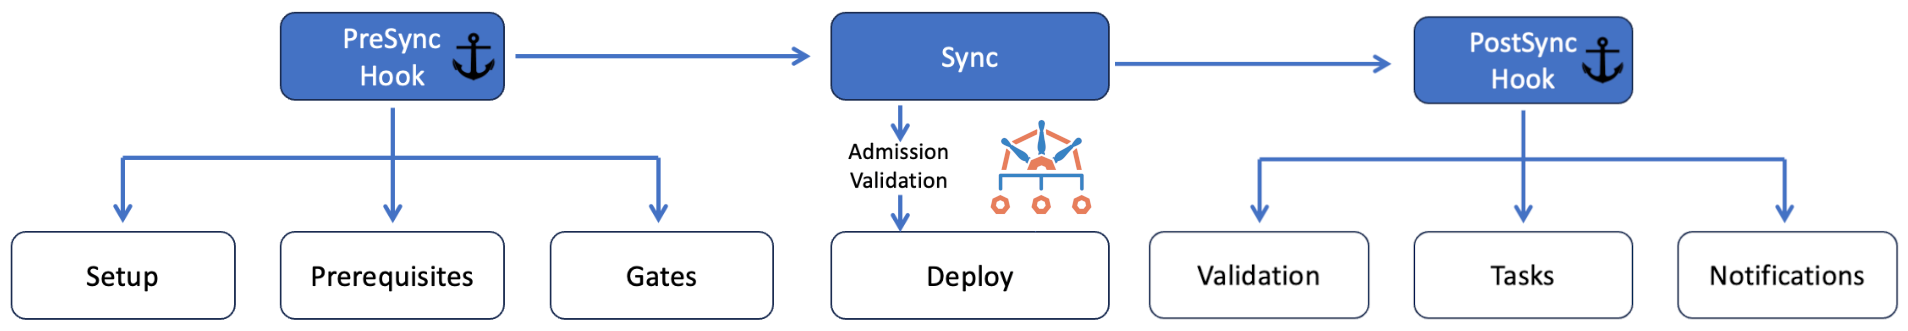 PreSync
Hook
Sync
PostSync
Hook
Admission
Validation
Setup
Prerequisites
Gates
Deploy
Validation
Tasks
Notifications